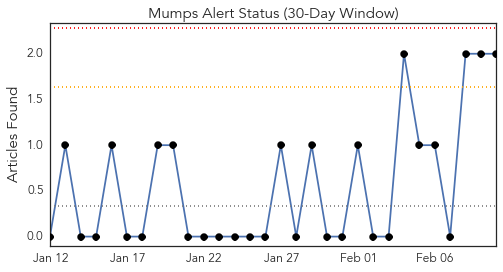 Mumps Alert Status (30-Day Window)
Articles Found
2.0
1.5
1.0
0.5
0.0
Jan 12 Jan 17 Jan 22 Jan 27 Feb 01 Feb 06